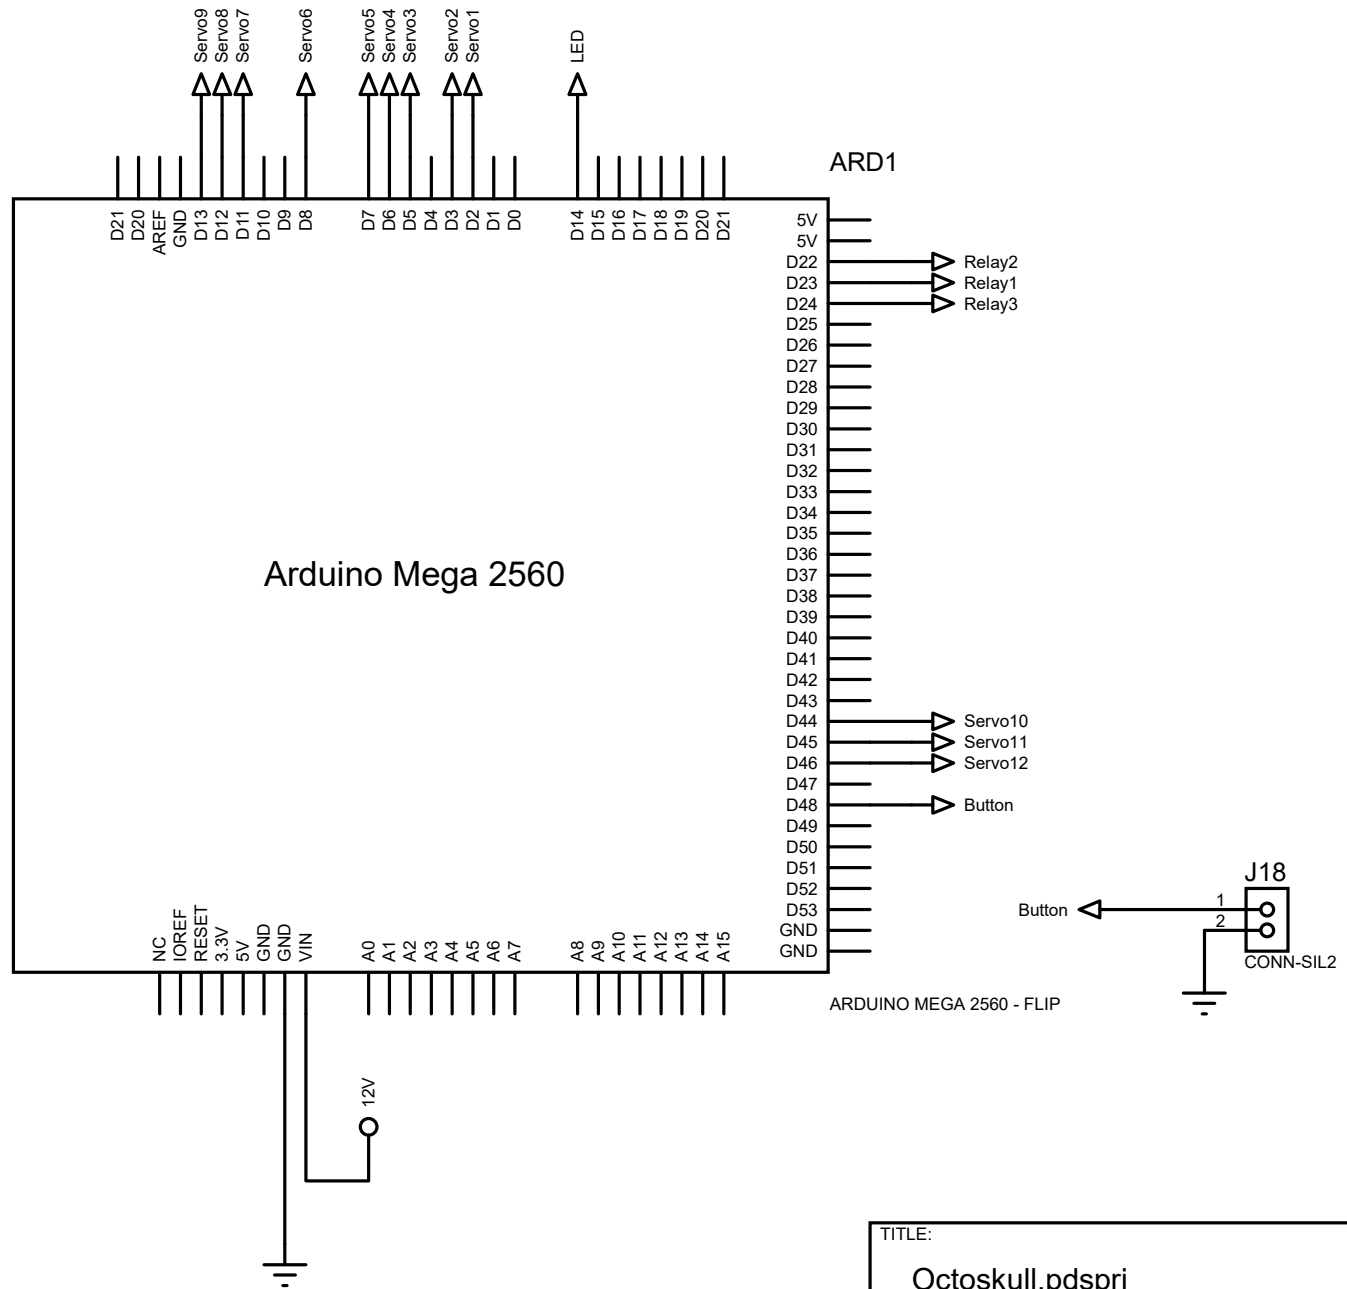 Servo9
Servo8
Servo7
Servo6
Servo5
Servo4
Servo3
Servo2
Servo1
LED
ARD1
D21
D20
AREF
GND
D13
D12
D11
D10
D9
D8
D7
D6
D5
D4
D3
D2
D1
D0
D14
D15
D16
D17
D18
D19
D20
D21
5V
5V
D22 Relay2
D23 Relay1
D24 Relay3
D25
D26
D27
D28
D29
D30
D31
D32
D33
D34
D35
D36
Arduino Mega 2560
D37
D38
D39
D40
D41
D42
D43
D44 Servo10
D45 Servo11
D46 Servo12
D47
D48 Button
D49
D50
D51
D52
D53
GND
GND
J18
Button 1
2
CONN-SIL2
NC
IOREF
RESET
3.3V
5V
GND
GND
VIN
A0
A1
A2
A3
A4
A5
A6
A7
A8
A9
A10
A11
A12
A13
A14
A15
ARDUINO MEGA 2560 - FLIP
12V
TITLE:
Octoskull.pdsprj